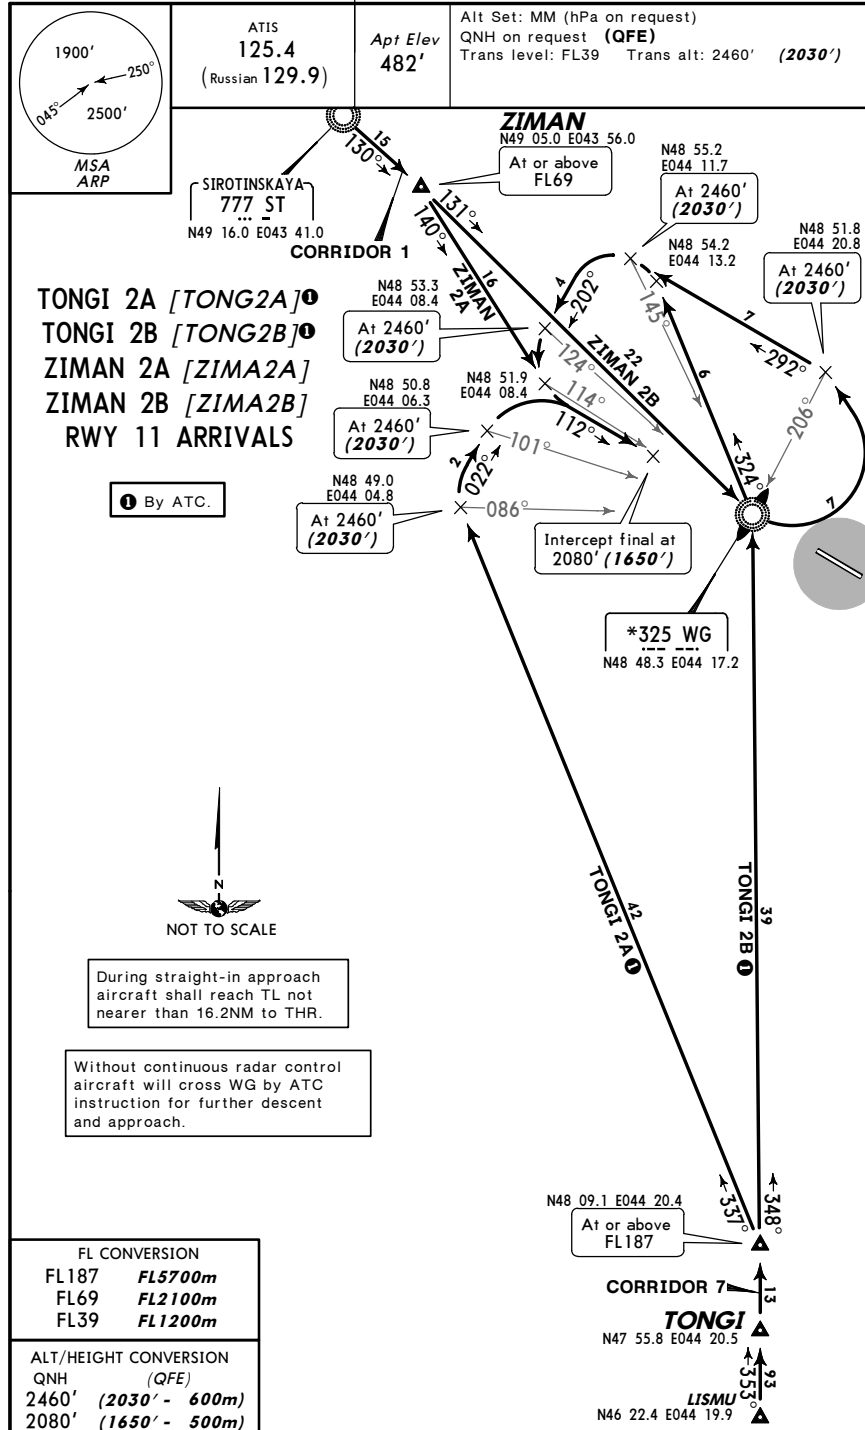 1900'
250°
045°
2500'
MSA
ARP
ATIS
125.4
(Russian 129.9)
Apt Elev
482'
Alt Set: MM (hPa on request)
QNH on request (QFE)
Trans level: FL39 Trans alt: 2460' (2030')
15
130°
SIROTINSKAYA
777 ST
N49 16.0 E043 41.0
CORRIDOR 1
ZIMAN
N49 05.0 E043 56.0
At or above
FL69
131°
140°
16
ZIMAN
2A
22
ZIMAN 2B
N48 55.2
E044 11.7
At 2460'
(2030')
N48 54.2
E044 13.2
N48 51.8
E044 20.8
At 2460'
(2030')
TONGI 2A [TONG2A]❶
TONGI 2B [TONG2B]❶
ZIMAN 2A [ZIMA2A]
ZIMAN 2B [ZIMA2B]
RWY 11 ARRIVALS
❶ By ATC.
N48 53.3
E044 08.4
At 2460'
(2030')
4
202°
145°
7
292°
6
206°
324°
7
124°
N48 51.9
E044 08.4
114°
112°
N48 50.8
E044 06.3
At 2460'
(2030')
101°
2
022°
N48 49.0
E044 04.8
At 2460'
(2030')
086°
Intercept final at
2080' (1650')
*325 WG
N48 48.3 E044 17.2
N
NOT TO SCALE
During straight-in approach
aircraft shall reach TL not
nearer than 16.2NM to THR.
Without continuous radar control
aircraft will cross WG by ATC
instruction for further descent
and approach.
42
TONGI 2A ❶
39
TONGI 2B ❶
337°
348°
N48 09.1 E044 20.4
At or above
FL187
CORRIDOR 7
13
TONGI
N47 55.8 E044 20.5
93
353°
LISMU
N46 22.4 E044 19.9
FL CONVERSION
FL187 FL5700m
FL69 FL2100m
FL39 FL1200m
ALT/HEIGHT CONVERSION
QNH (QFE)
2460' (2030' - 600m)
2080' (1650' - 500m)